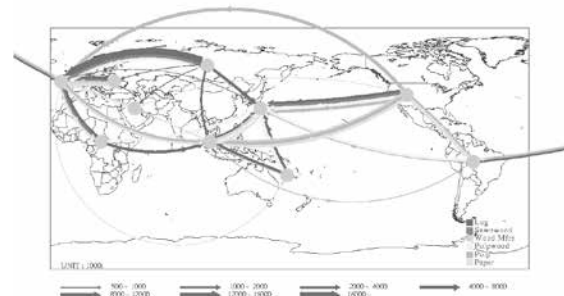 Log
Sawnwood
Wood Mfrs
Pulpwood
Pulp
Paper
UNIT : 1000t
500 - 1000
1000 - 2000
2000 - 4000
4000 - 8000
8000 - 12000
12000 - 16000
16000 -